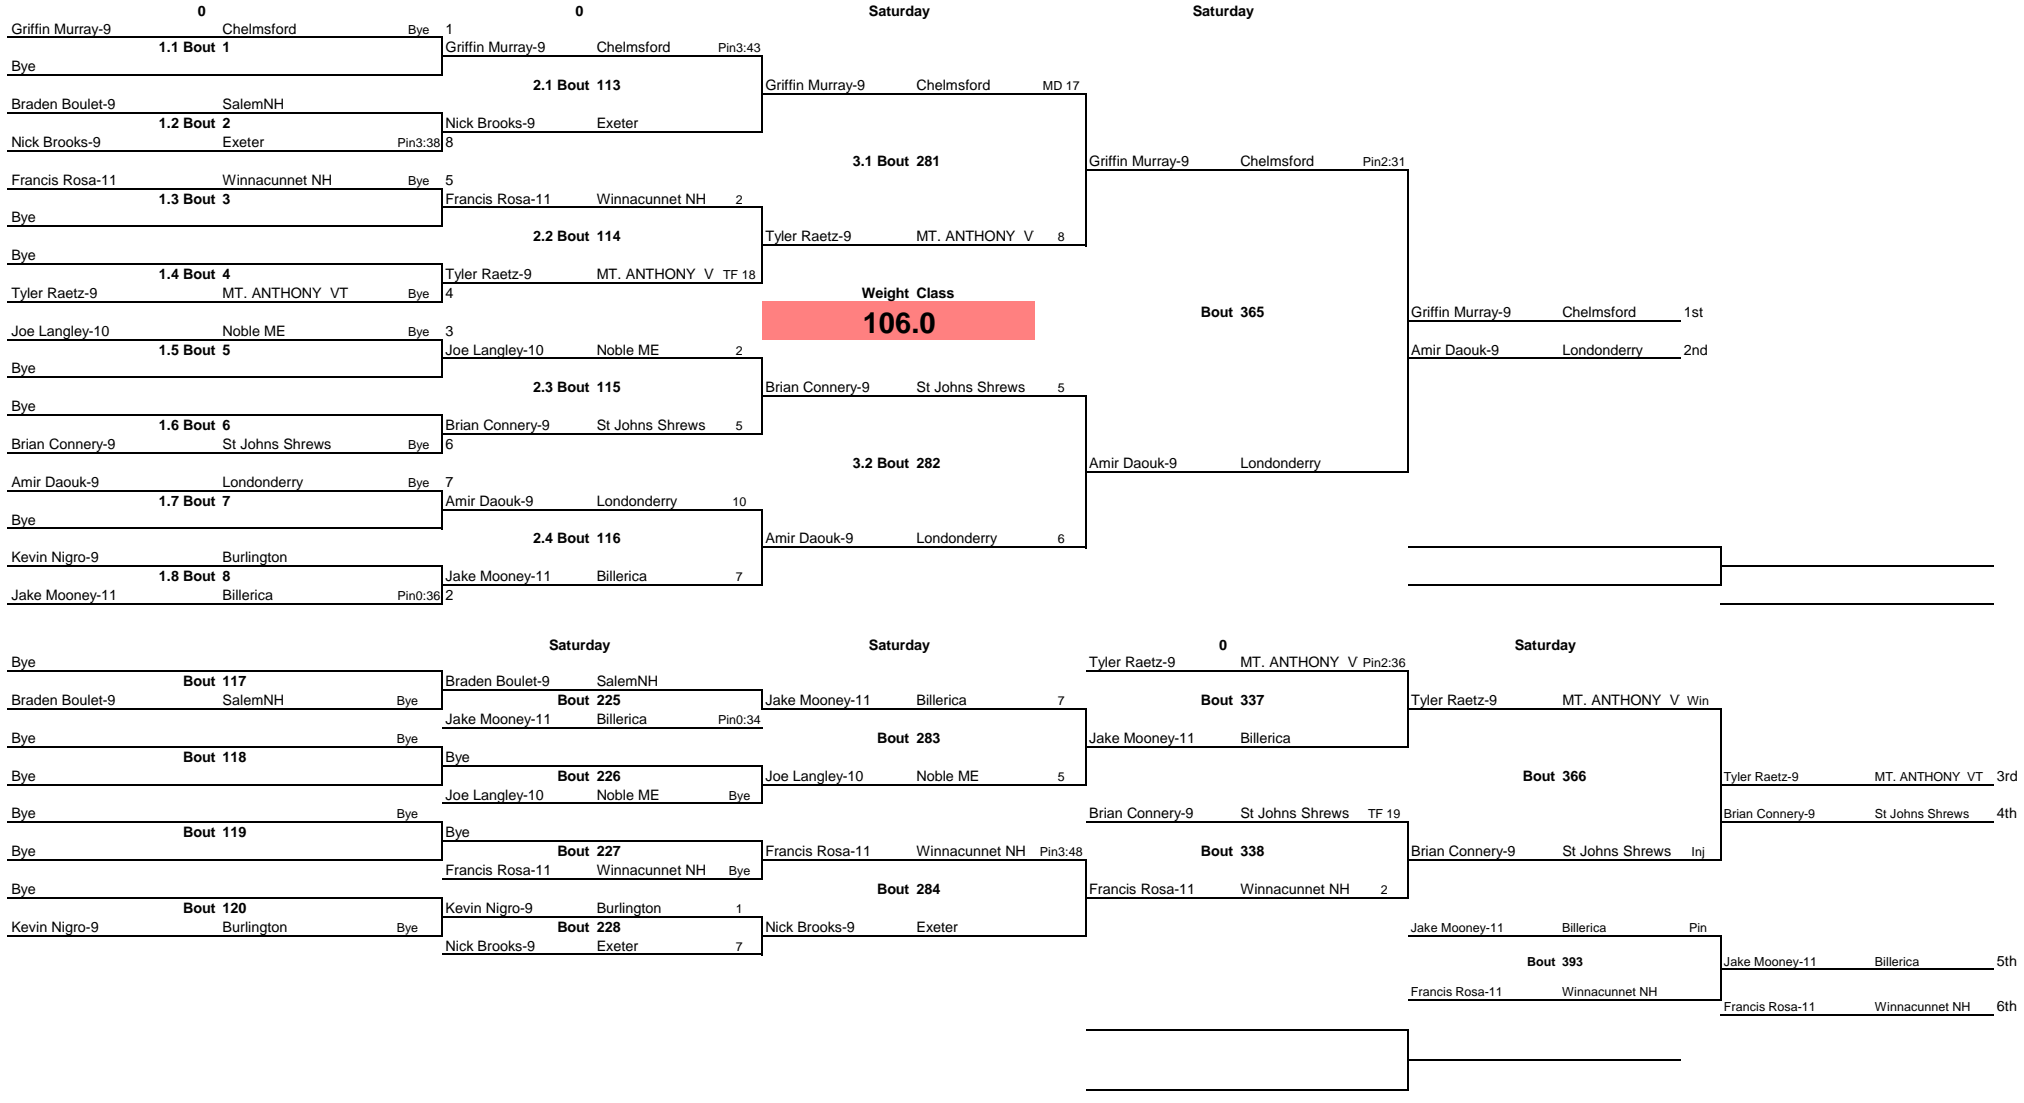 0 0 Saturday Saturday
Griffin Murray-9 Chelmsford Bye 1
1.1 Bout 1 Griffin Murray-9 Chelmsford Pin3:43
Bye
2.1 Bout 113 Griffin Murray-9 Chelmsford MD 17
Braden Boulet-9 SalemNH
1.2 Bout 2 Nick Brooks-9 Exeter
Nick Brooks-9 Exeter Pin3:38 8
3.1 Bout 281 Griffin Murray-9 Chelmsford Pin2:31
Francis Rosa-11 Winnacunnet NH Bye 5
1.3 Bout 3 Francis Rosa-11 Winnacunnet NH 2
Bye
2.2 Bout 114 Tyler Raetz-9 MT. ANTHONY V 8
Bye
1.4 Bout 4 Tyler Raetz-9 MT. ANTHONY V TF 18
Tyler Raetz-9 MT. ANTHONY VT Bye 4 Weight Class
Bout 365 Griffin Murray-9 Chelmsford 1st
106.0
Joe Langley-10 Noble ME Bye 3
1.5 Bout 5 Joe Langley-10 Noble ME 2 Amir Daouk-9 Londonderry 2nd
Bye
2.3 Bout 115 Brian Connery-9 St Johns Shrews 5
Bye
1.6 Bout 6 Brian Connery-9 St Johns Shrews 5
Brian Connery-9 St Johns Shrews Bye 6
3.2 Bout 282 Amir Daouk-9 Londonderry
Amir Daouk-9 Londonderry Bye 7
1.7 Bout 7 Amir Daouk-9 Londonderry 10
Bye
2.4 Bout 116 Amir Daouk-9 Londonderry 6
Kevin Nigro-9 Burlington
1.8 Bout 8 Jake Mooney-11 Billerica 7
Jake Mooney-11 Billerica Pin0:36 2
Saturday Saturday 0 Saturday
Bye Tyler Raetz-9 MT. ANTHONY V Pin2:36
Bout 117 Braden Boulet-9 SalemNH
Braden Boulet-9 SalemNH Bye Bout 225 Jake Mooney-11 Billerica 7 Bout 337 Tyler Raetz-9 MT. ANTHONY V Win
Jake Mooney-11 Billerica Pin0:34
Bye Bye Bout 283 Jake Mooney-11 Billerica
Bout 118 Bye
Bye Bout 226 Joe Langley-10 Noble ME 5 Bout 366 Tyler Raetz-9 MT. ANTHONY VT 3rd
Joe Langley-10 Noble ME Bye
Bye Bye Brian Connery-9 St Johns Shrews TF 19 Brian Connery-9 St Johns Shrews 4th
Bout 119 Bye
Bye Bout 227 Francis Rosa-11 Winnacunnet NH Pin3:48 Bout 338 Brian Connery-9 St Johns Shrews Inj
Francis Rosa-11 Winnacunnet NH Bye
Bye Bout 284 Francis Rosa-11 Winnacunnet NH 2
Bout 120 Kevin Nigro-9 Burlington 1
Kevin Nigro-9 Burlington Bye Bout 228 Nick Brooks-9 Exeter Jake Mooney-11 Billerica Pin
Nick Brooks-9 Exeter 7
Bout 393 Jake Mooney-11 Billerica 5th
Francis Rosa-11 Winnacunnet NH
Francis Rosa-11 Winnacunnet NH 6th